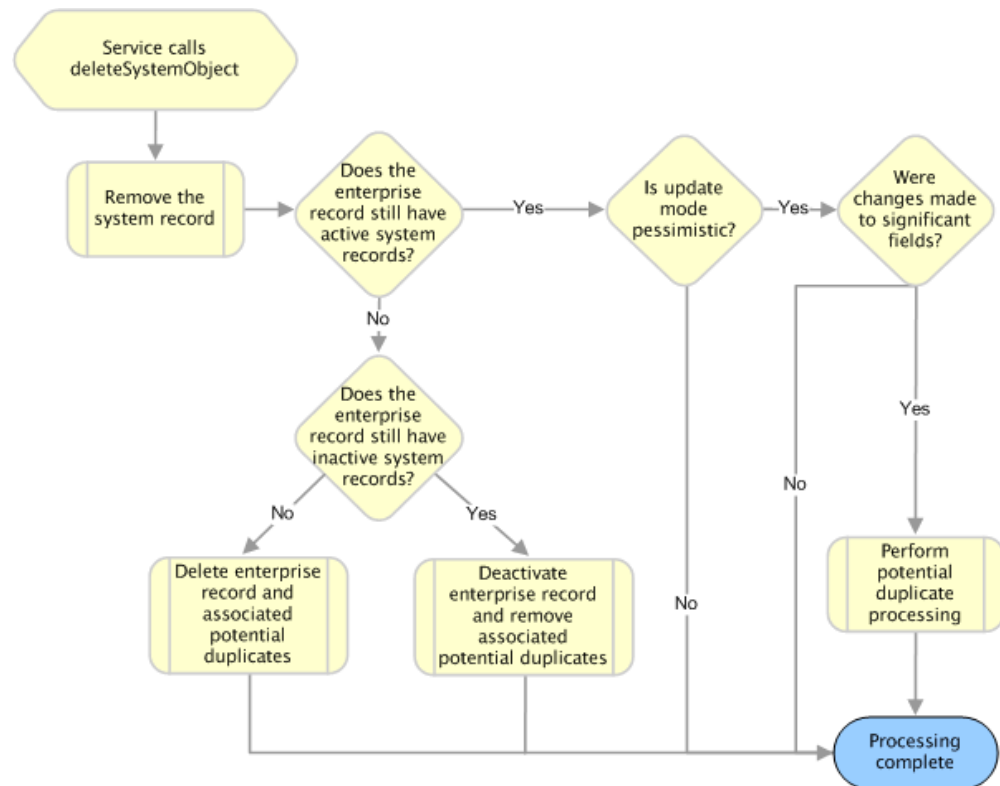 Service calls
deleteSystemObject
Remove the
system record
Does the
enterprise
record still have
active system
records?
Yes
Is update
mode
pessimistic?
Yes
Were
changes made
to significant
fields?
No
Does the
enterprise
record still have
inactive system
records?
No
Yes
Delete enterprise
record and
associated
potential
duplicates
Deactivate
enterprise record
and remove
associated
potential duplicates
No
No
Yes
Perform
potential
duplicate
processing
Processing
complete